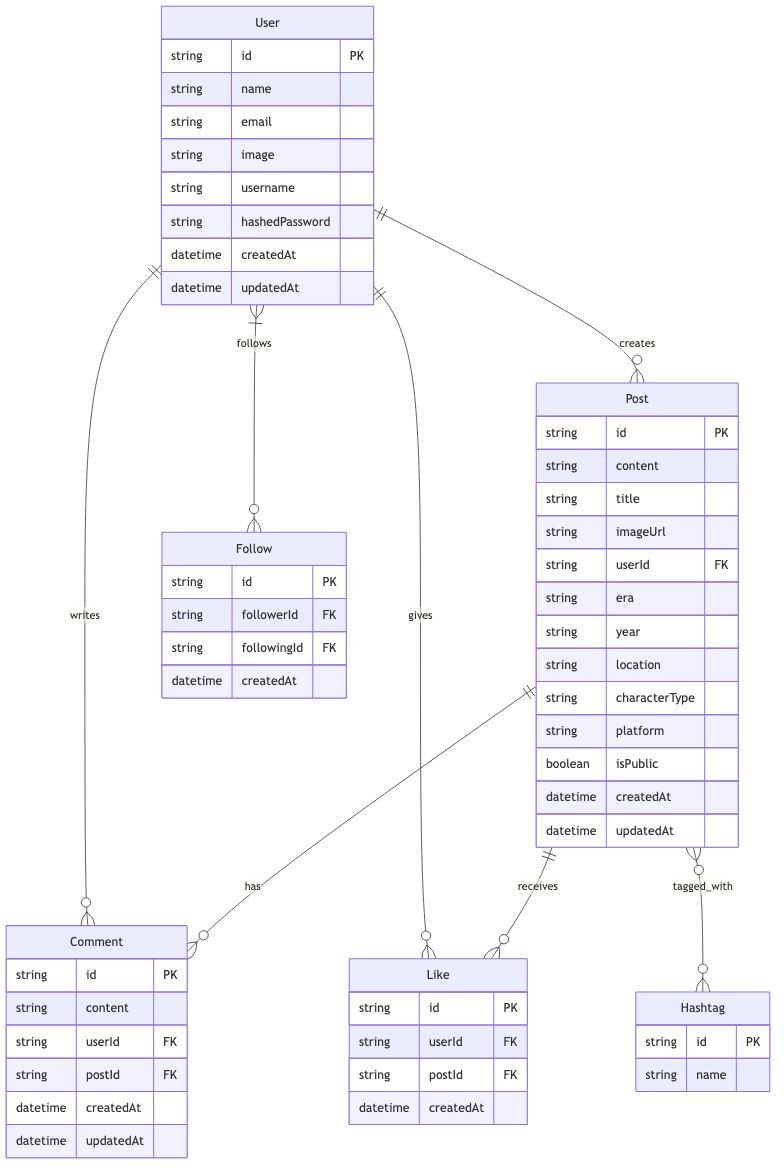 User
string id PK
string name
string email
string image
string username
string hashedPassword
datetime createdAt
datetime updatedAt
follows
creates
Post
string id PK
string content
string title
string imageUrl
string userId FK
string era
string year
string location
string characterType
string platform
boolean isPublic
datetime createdAt
datetime updatedAt
Follow
string id PK
string followerId FK
string followingId FK
datetime createdAt
writes
gives
has
receives
tagged_with
Comment
string id PK
string content
string userId FK
string postId FK
datetime createdAt
datetime updatedAt
Like
string id PK
string userId FK
string postId FK
datetime createdAt
Hashtag
string id PK
string name